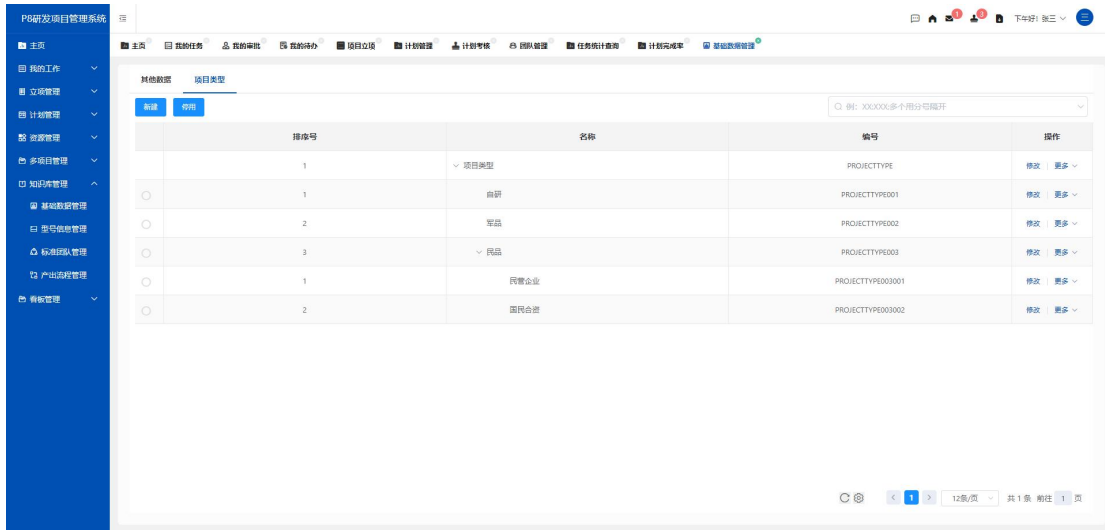 P8研发项目管理系统
1
3
下午好! 张三
三
主页
我的工作
立项管理
计划管理
资源管理
多项目管理
知识库管理
基础数据管理
型号信息管理
标准团队管理
产出流程管理
看板管理
主页 我的任务 我的审批 我的待办 项目立项 计划管理 计划考核 团队管理 任务统计查询 计划完成率 基础数据管理
其他数据 项目类型
新建 停用 例：XX;XXX;多个用分号隔开
排序号 名称 编号 操作
1 项目类型 PROJECTTYPE 修改 更多
1 自研 PROJECTTYPE001 修改 更多
2 军品 PROJECTTYPE002 修改 更多
3 民品 PROJECTTYPE003 修改 更多
1 民营企业 PROJECTTYPE003001 修改 更多
2 国民合资 PROJECTTYPE003002 修改 更多
1 12条/页 共 1 条 前往 1 页